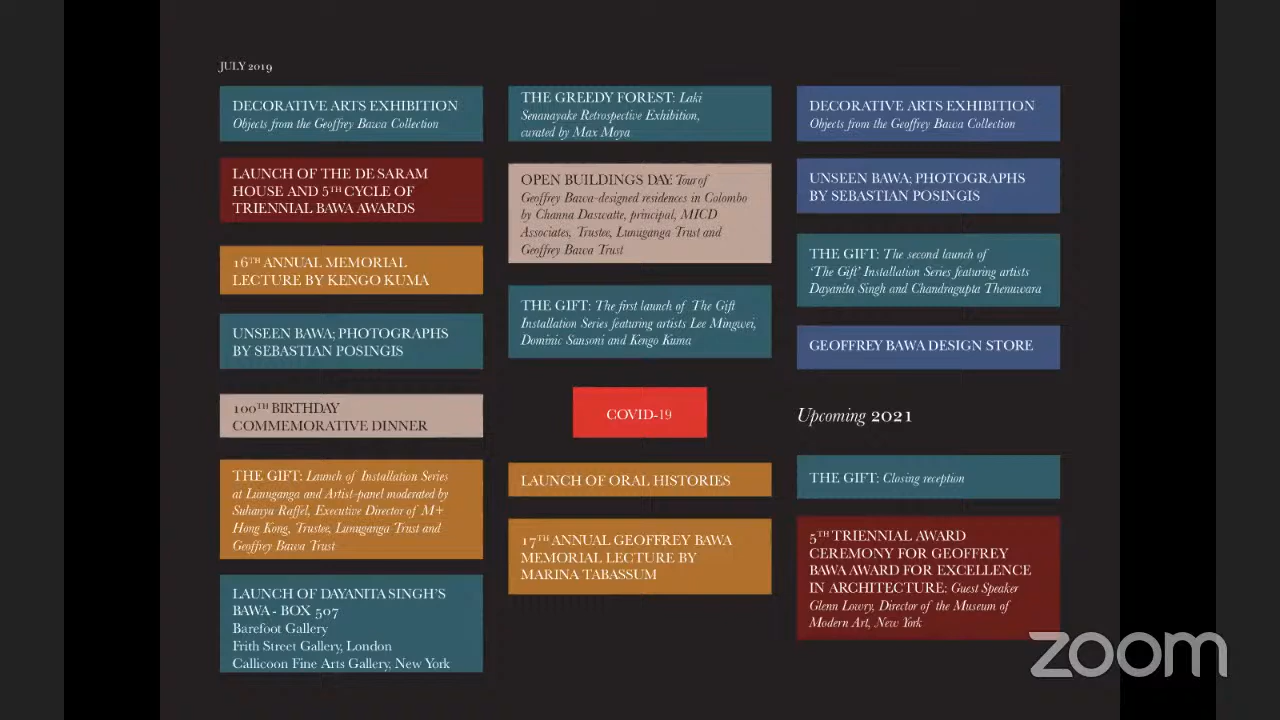 JULY 2019
DECORATIVE ARTS EXHIBITION
Objects from the Geoffrey Bawa Collection
LAUNCH OF THE DE SARAM
HOUSE AND 5TH CYCLE OF
TRIENNIAL BAWA AWARDS
16TH ANNUAL MEMORIAL
LECTURE BY KENGO KUMA
UNSEEN BAWA; PHOTOGRAPHS
BY SEBASTIAN POSINGIS
100TH BIRTHDAY
COMMEMORATIVE DINNER
THE GIFT: Launch of Installation Series
at Lunuganga and Artist-panel moderated by
Suhanya Raffel, Executive Director of M+
Hong Kong, Trustee, Lunuganga Trust and
Geoffrey Bawa Trust
LAUNCH OF DAYANITA SINGH'S
BAWA - BOX 507
Barefoot Gallery
Frith Street Gallery, London
Callicoon Fine Arts Gallery, New York
THE GREEDY FOREST: Laki
Senanayake Retrospective Exhibition,
curated by Max Moya
OPEN BUILDINGS DAY: Tour of
Geoffrey Bawa-designed residences in Colombo
by Channa Daswatte, principal, MICD
Associates, Trustee, Lunuganga Trust and
Geoffrey Bawa Trust
THE GIFT: The first launch of The Gift
Installation Series featuring artists Lee Mingwei,
Dominic Sansoni and Kengo Kuma
COVID-19
LAUNCH OF ORAL HISTORIES
17TH ANNUAL GEOFFREY BAWA
MEMORIAL LECTURE BY
MARINA TABASSUM
DECORATIVE ARTS EXHIBITION
Objects from the Geoffrey Bawa Collection
UNSEEN BAWA; PHOTOGRAPHS
BY SEBASTIAN POSINGIS
THE GIFT: The second launch of
'The Gift' Installation Series featuring artists
Dayanita Singh and Chandragupta Thenuwara
GEOFFREY BAWA DESIGN STORE
Upcoming 2021
THE GIFT: Closing reception
5TH TRIENNIAL AWARD
CEREMONY FOR GEOFFREY
BAWA AWARD FOR EXCELLENCE
IN ARCHITECTURE: Guest Speaker
Glenn Lowry, Director of the Museum of
Modern Art, New York
zoom